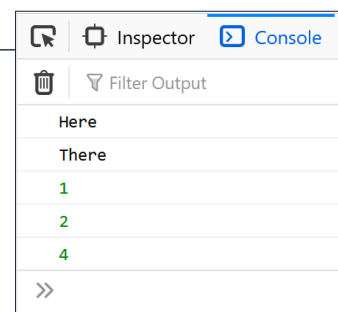 Inspector Console
Filter Output
Here
There
1
2
4